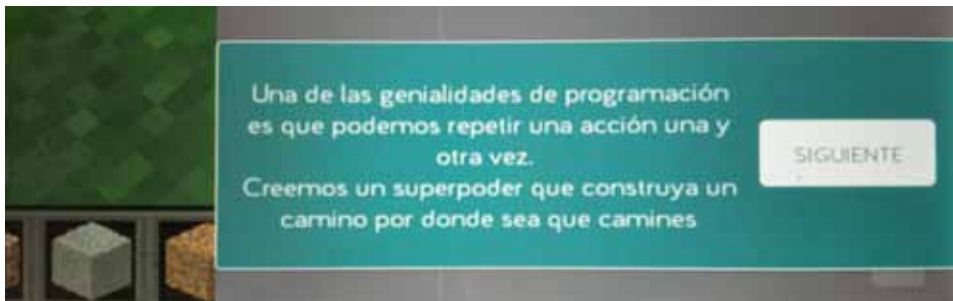 Una de las genialidades de programación
es que podemos repetir una acción una y
otra vez.
Creemos un superpoder que construya un
camino por donde sea que camines
SIGUIENTE